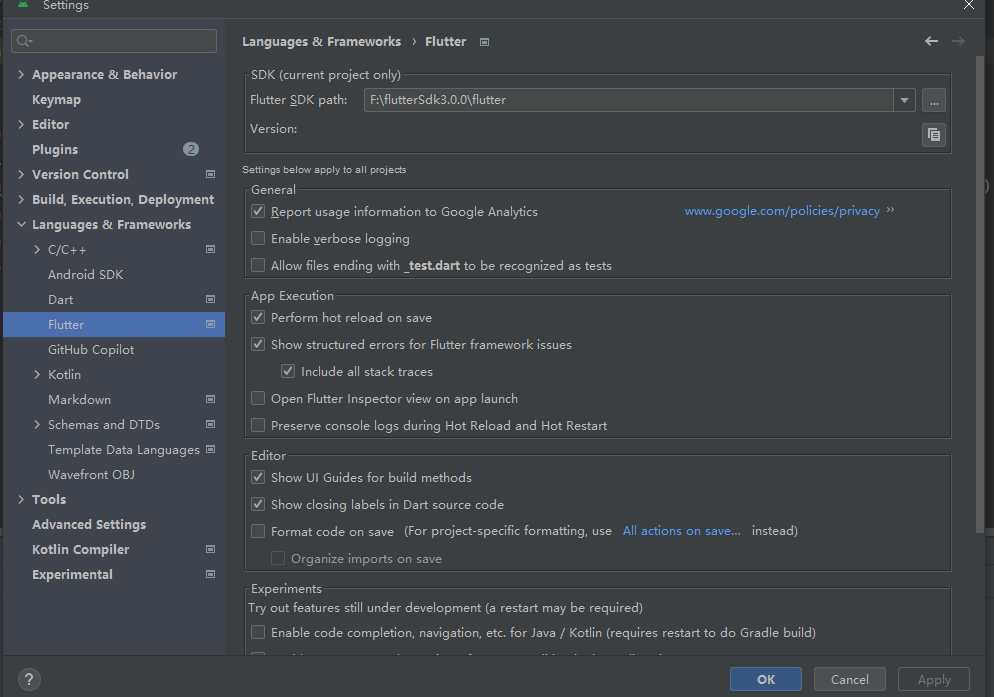 Settings
Languages & Frameworks › Flutter
Appearance & Behavior
Keymap
Editor
Plugins 2
Version Control
Build, Execution, Deployment
Languages & Frameworks
C/C++
Android SDK
Dart
Flutter
GitHub Copilot
Kotlin
Markdown
Schemas and DTDs
Template Data Languages
Wavefront OBJ
Tools
Advanced Settings
Kotlin Compiler
Experimental
SDK (current project only)
Flutter SDK path: F:\flutterSdk3.0.0\flutter ...
Version:
Settings below apply to all projects
General
Report usage information to Google Analytics www.google.com/policies/privacy ››
Enable verbose logging
Allow files ending with _test.dart to be recognized as tests
App Execution
Perform hot reload on save
Show structured errors for Flutter framework issues
Include all stack traces
Open Flutter Inspector view on app launch
Preserve console logs during Hot Reload and Hot Restart
Editor
Show UI Guides for build methods
Show closing labels in Dart source code
Format code on save (For project-specific formatting, use All actions on save... instead)
Organize imports on save
Experiments
Try out features still under development (a restart may be required)
Enable code completion, navigation, etc. for Java / Kotlin (requires restart to do Gradle build)
? OK Cancel Apply